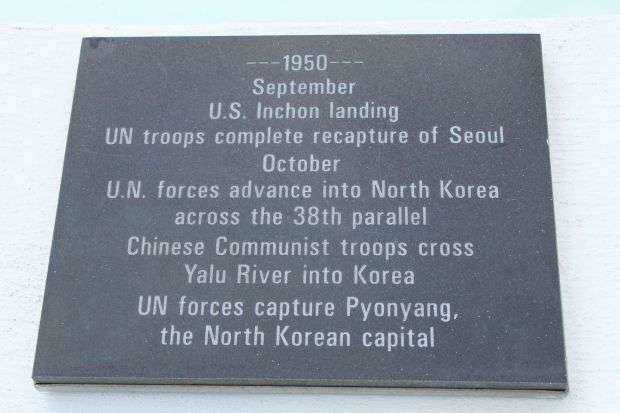 ---1950---
September
U.S. Inchon landing
UN troops complete recapture of Seoul
October
U.N. forces advance into North Korea
across the 38th parallel
Chinese Communist troops cross
Yalu River into Korea
UN forces capture Pyonyang,
the North Korean capital